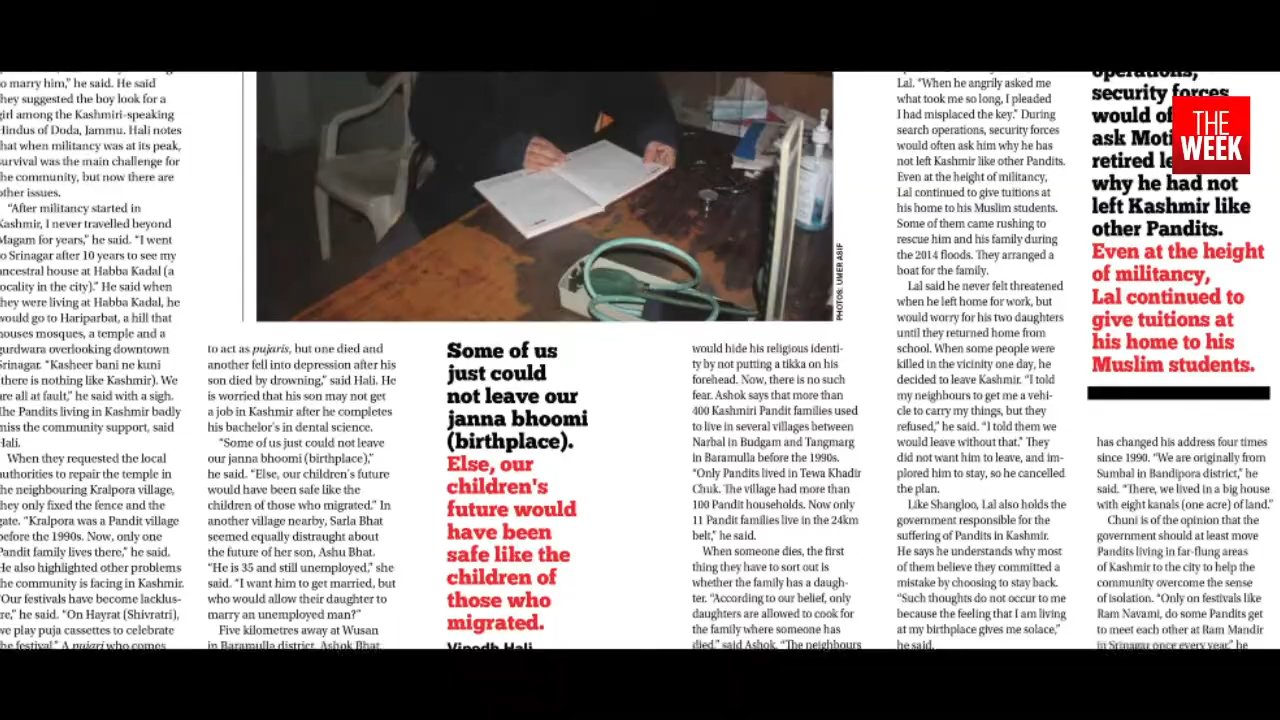 to marry him," he said. He said
they suggested the boy look for a
girl among the Kashmiri-speaking
Hindus of Doda, Jammu. Hali notes
that when militancy was at its peak,
survival was the main challenge for
the community, but now there are
other issues.
"After militancy started in
Kashmir, I never travelled beyond
Magam for years," he said. "I went
to Srinagar after 10 years to see my
ancestral house at Habba Kadal (a
locality in the city)." He said when
they were living at Habba Kadal, he
would go to Hariparbat, a hill that
houses mosques, a temple and a
gurdwara overlooking downtown
Srinagar. "Kasheer bani ne kuni
(there is nothing like Kashmir). We
are all at fault," he said with a sigh.
The Pandits living in Kashmir badly
miss the community support, said
Hali.
When they requested the local
authorities to repair the temple in
the neighbouring Kralpora village,
they only fixed the fence and the
gate. "Kralpora was a Pandit village
before the 1990s. Now, only one
Pandit family lives there," he said.
He also highlighted other problems
the community is facing in Kashmir.
"Our festivals have become lacklus-
tre," he said. "On Hayrat (Shivratri),
we play puja cassettes to celebrate
the festival." A pujari who comes
PHOTOS: UMER ASIF
to act as pujaris, but one died and
another fell into depression after his
son died by drowning," said Hali. He
is worried that his son may not get
a job in Kashmir after he completes
his bachelor's in dental science.
"Some of us just could not leave
our janna bhoomi (birthplace),"
he said. "Else, our children's future
would have been safe like the
children of those who migrated." In
another village nearby, Sarla Bhat
seemed equally distraught about
the future of her son, Ashu Bhat.
"He is 35 and still unemployed," she
said. "I want him to get married, but
who would allow their daughter to
marry an unemployed man?"
Five kilometres away at Wusan
in Baramulla district, Ashok Bhat
Some of us
just could
not leave our
janna bhoomi
(birthplace).
Else, our
children's
future would
have been
safe like the
children of
those who
migrated.
Vinodh Hali
would hide his religious identi-
ty by not putting a tikka on his
forehead. Now, there is no such
fear. Ashok says that more than
400 Kashmiri Pandit families used
to live in several villages between
Narbal in Budgam and Tangmarg
in Baramulla before the 1990s.
"Only Pandits lived in Tewa Khadir
Chuk. The village had more than
100 Pandit households. Now only
11 Pandit families live in the 24km
belt," he said.
When someone dies, the first
thing they have to sort out is
whether the family has a daugh-
ter. "According to our belief, only
daughters are allowed to cook for
the family where someone has
died," said Ashok. "The neighbours
Lal. "When he angrily asked me
what took me so long, I pleaded
I had misplaced the key." During
search operations, security forces
would often ask him why he has
not left Kashmir like other Pandits.
Even at the height of militancy,
Lal continued to give tuitions at
his home to his Muslim students.
Some of them came rushing to
rescue him and his family during
the 2014 floods. They arranged a
boat for the family.
Lal said he never felt threatened
when he left home for work, but
would worry for his two daughters
until they returned home from
school. When some people were
killed in the vicinity one day, he
decided to leave Kashmir. "I told
my neighbours to get me a vehi-
cle to carry my things, but they
refused," he said. "I told them we
would leave without that." They
did not want him to leave, and im-
plored him to stay, so he cancelled
the plan.
Like Shangloo, Lal also holds the
government responsible for the
suffering of Pandits in Kashmir.
He says he understands why most
of them believe they committed a
mistake by choosing to stay back.
"Such thoughts do not occur to me
because the feeling that I am living
at my birthplace gives me solace,"
he said.
operations,
security forces
would
ask
retired
why he had not
left Kashmir like
other Pandits.
Even at the height
of militancy,
Lal continued to
give tuitions at
his home to his
Muslim students.
has changed his address four times
since 1990. "We are originally from
Sumbal in Bandipora district," he
said. "There, we lived in a big house
with eight kanals (one acre) of land."
Chuni is of the opinion that the
government should at least move
Pandits living in far-flung areas
of Kashmir to the city to help the
community overcome the sense
of isolation. "Only on festivals like
Ram Navami, do some Pandits get
to meet each other at Ram Mandir
in Srinagar once every year," he
THE
WEEK